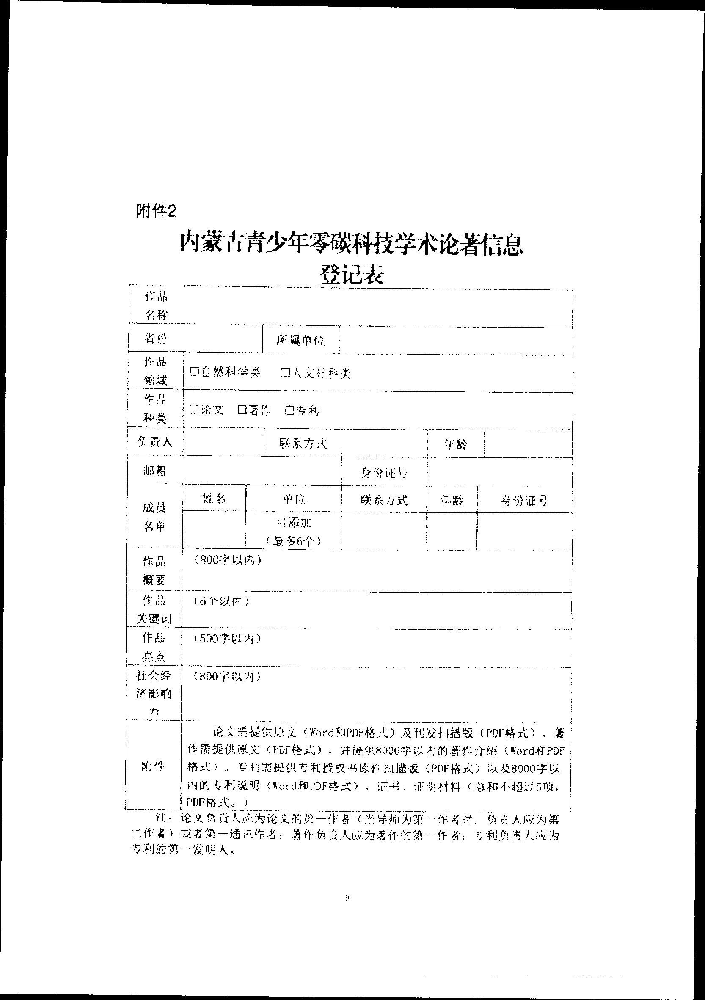 附件2
内蒙古青少年零碳科技学术论著信息
登记表
作品
名称
省份 所属单位
作品
领域
□自然科学类 □人文社科类
作品
种类
□论文 □著作 □专利
负责人 联系方式 年龄
邮箱 身份证号
成员
名单
姓名 单位 联系方式 年龄 身份证号
可添加
（最多6个）
作品
概要
（800字以内）
作品
关键词
（6个以内）
作品
亮点
（500字以内）
社会经
济影响
力
（800字以内）
附件
论文需提供原文（Word和PDF格式）及刊发扫描版（PDF格式）。著
作需提供原文（PDF格式），并提供8000字以内的著作介绍（Word和PDF
格式）。专利需提供专利授权书原件扫描版（PDF格式）以及8000字以
内的专利说明（Word和PDF格式）。证书、证明材料（总和不超过5项，
PDF格式。）
注：论文负责人应为论文的第一作者（当导师为第一作者时，负责人应为第
二作者）或者第一通讯作者；著作负责人应为著作的第一作者；专利负责人应为
专利的第一发明人。
9